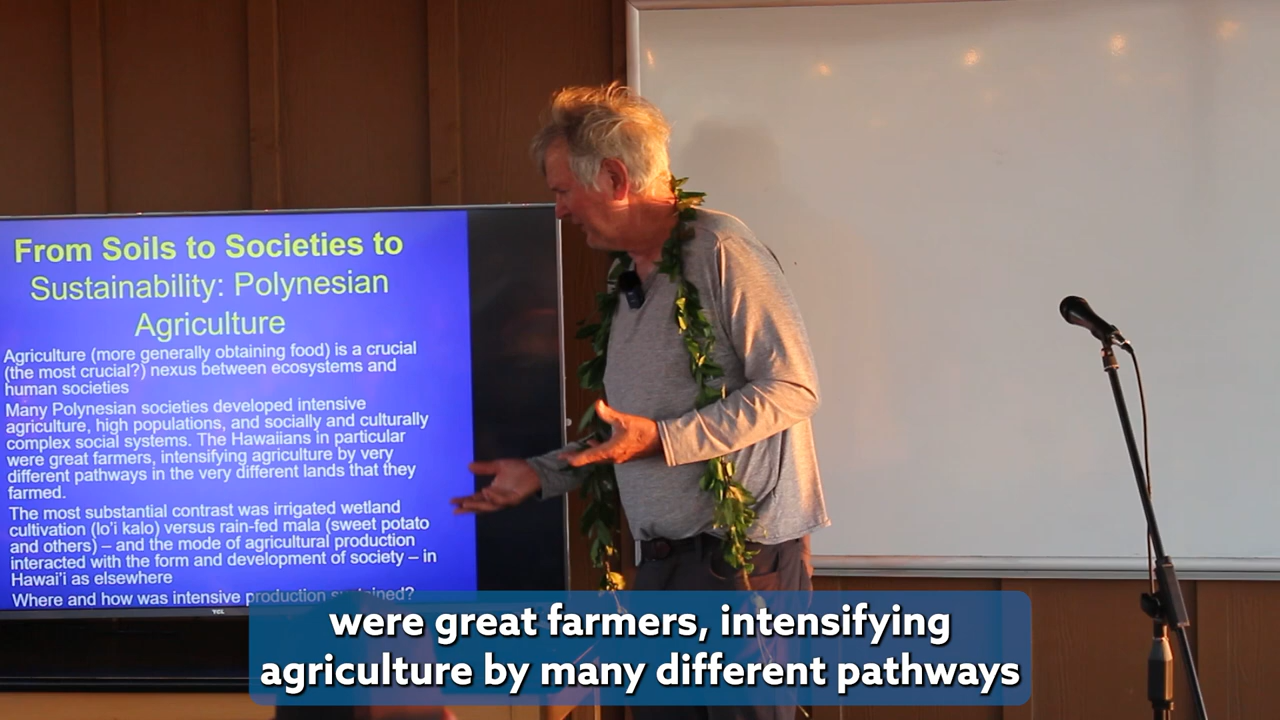 From Soils to Societies to
Sustainability: Polynesian
Agriculture
Agriculture (more generally obtaining food) is a crucial
(the most crucial?) nexus between ecosystems and
human societies
Many Polynesian societies developed intensive
agriculture, high populations, and socially and culturally
complex social systems. The Hawaiians in particular
were great farmers, intensifying agriculture by very
different pathways in the very different lands that they
farmed.
The most substantial contrast was irrigated wetland
cultivation (lo'i kalo) versus rain-fed mala (sweet potato
and others) – and the mode of agricultural production
interacted with the form and development of society – in
Hawai'i as elsewhere
Where and how was intensive production sustained?
TCL
were great farmers, intensifying
agriculture by many different pathways